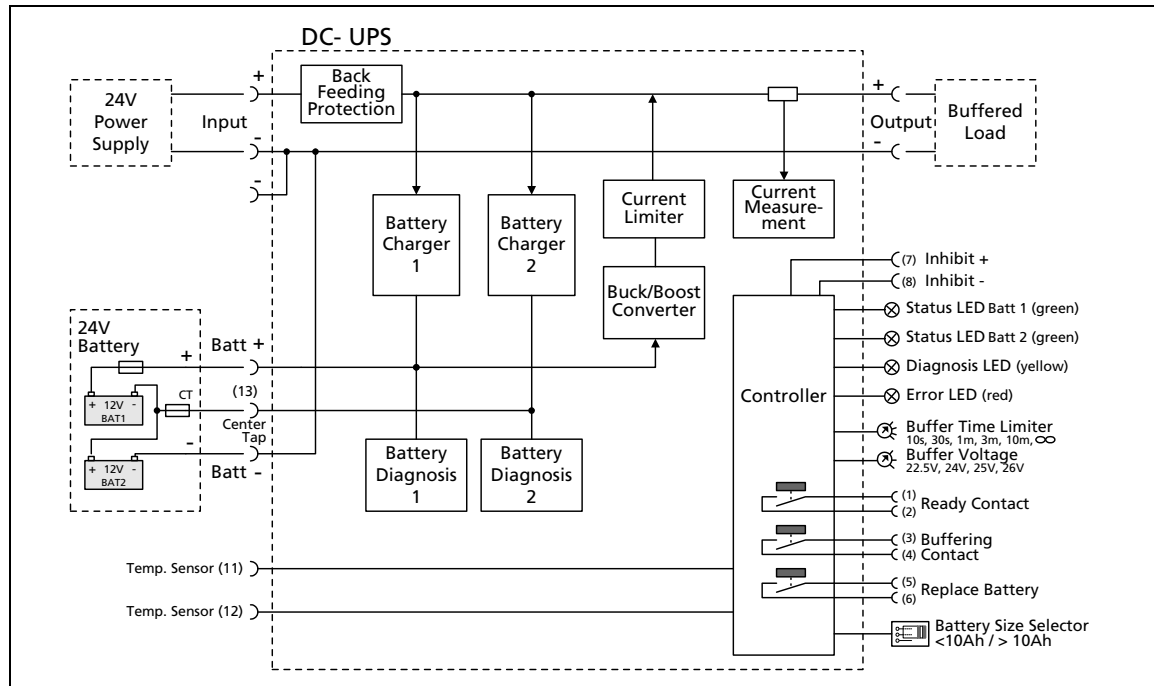 DC- UPS
24V
Power
Supply
+
Input
-
-
Back
Feeding
Protection
+
Output
-
Buffered
Load
Battery
Charger
1
Battery
Charger
2
Current
Limiter
Current
Measure-
ment
Buck/Boost
Converter
24V
Battery
+
CT
+ 12V -
BAT1
-
+ 12V -
BAT2
Batt +
(13)
Center
Tap
Batt -
Battery
Diagnosis
1
Battery
Diagnosis
2
Temp. Sensor (11)
Temp. Sensor (12)
Controller
(7) Inhibit +
(8) Inhibit -
Status LED Batt 1 (green)
Status LED Batt 2 (green)
Diagnosis LED (yellow)
Error LED (red)
Buffer Time Limiter
10s, 30s, 1m, 3m, 10m, ∞
Buffer Voltage
22.5V, 24V, 25V, 26V
(1)
(2)
Ready Contact
(3) Buffering
(4) Contact
(5)
(6)
Replace Battery
Battery Size Selector
<10Ah / > 10Ah